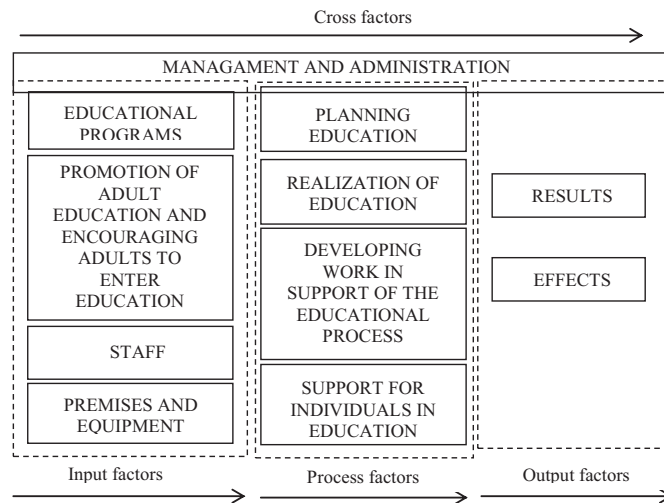 Cross factors
MANAGAMENT AND ADMINISTRATION
EDUCATIONAL
PROGRAMS
PROMOTION OF
ADULT
EDUCATION AND
ENCOURAGING
ADULTS TO
ENTER
EDUCATION
STAFF
PREMISES AND
EQUIPMENT
PLANNING
EDUCATION
REALIZATION OF
EDUCATION
DEVELOPING
WORK IN
SUPPORT OF THE
EDUCATIONAL
PROCESS
SUPPORT FOR
INDIVIDUALS IN
EDUCATION
RESULTS
EFFECTS
Input factors
Process factors
Output factors